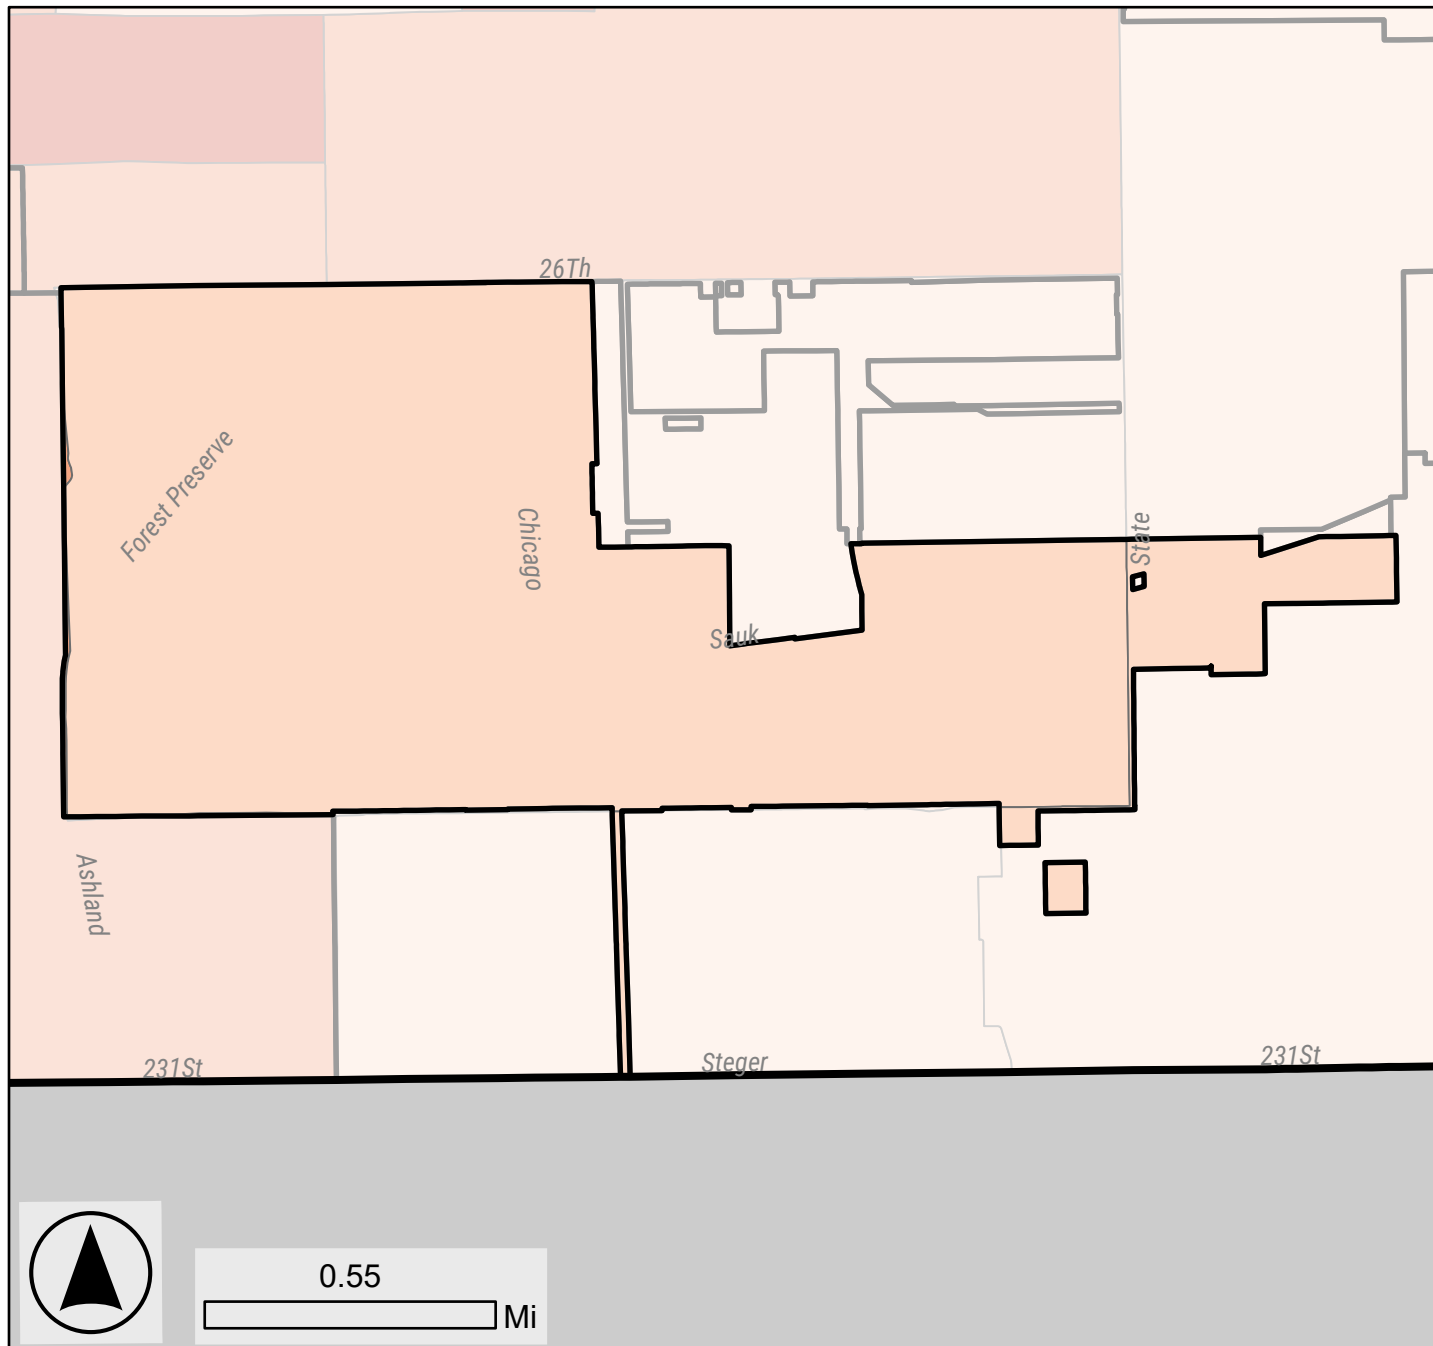 26Th
Forest Preserve
Chicago
State
Sauk
Ashland
231St
Steger
231St
0.55
Mi